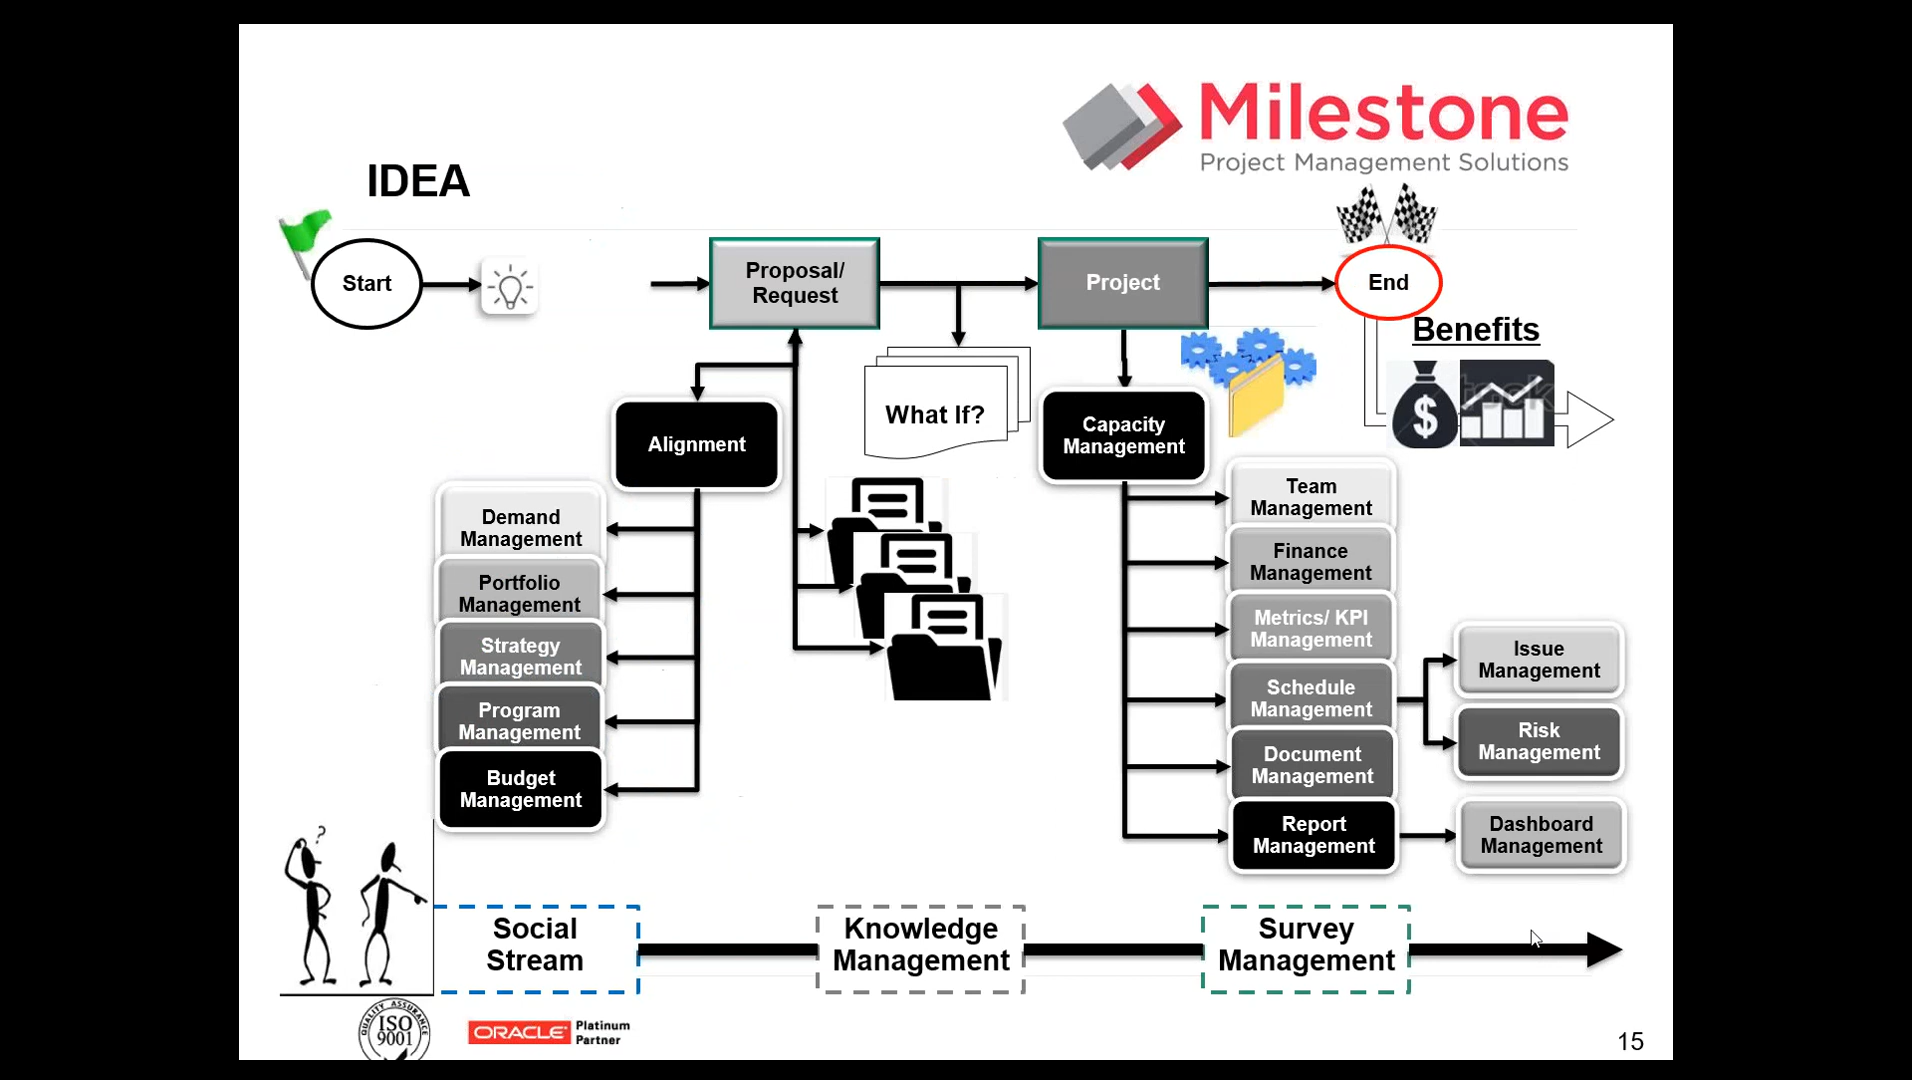 Milestone
Project Management Solutions
IDEA
Start
Proposal/
Request
Project
End
Benefits
What If?
Alignment
Capacity
Management
$
Demand
Management
Portfolio
Management
Strategy
Management
Program
Management
Budget
Management
Team
Management
Finance
Management
Metrics/ KPI
Management
Schedule
Management
Document
Management
Report
Management
Issue
Management
Risk
Management
Dashboard
Management
?
Social
Stream
Knowledge
Management
Survey
Management
QUALITY ASSURANCE
ISO
9001
ORACLE
Platinum
Partner
15